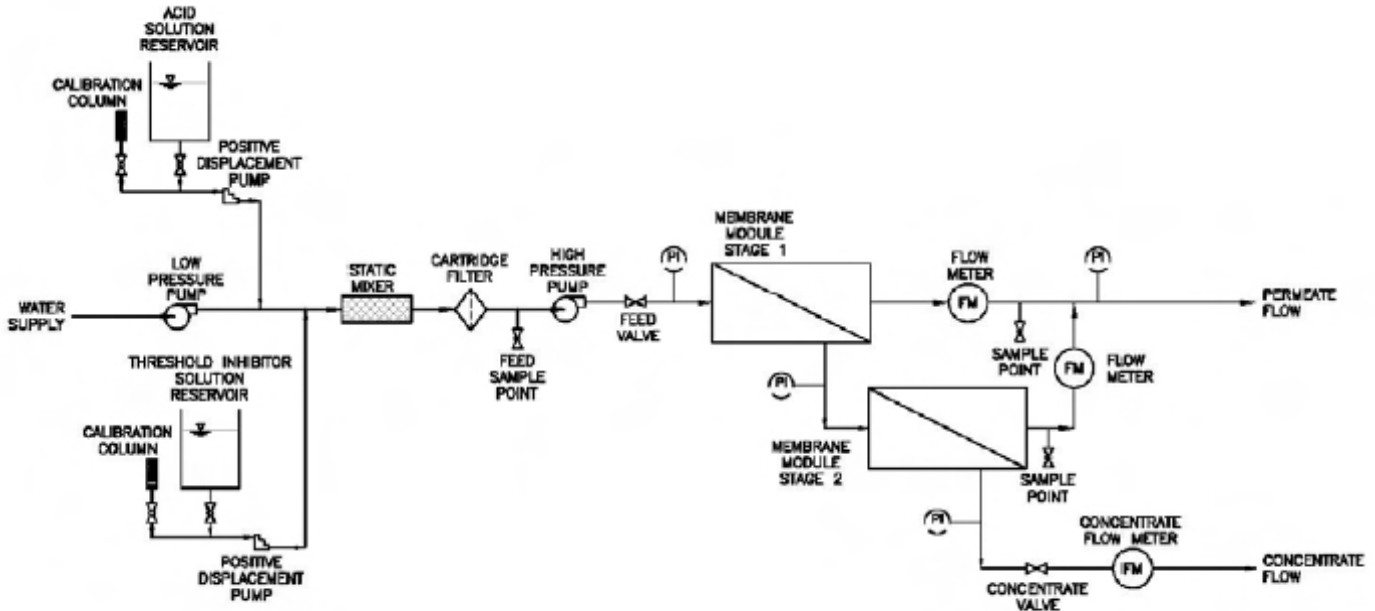 ACID
SOLUTION
RESERVOIR
CALIBRATION
COLUMN
POSITIVE
DISPLACEMENT
PUMP
LOW
PRESSURE
PUMP
WATER
SUPPLY
STATIC
MIXER
CARTRIDGE
FILTER
HIGH
PRESSURE
PUMP
FEED
SAMPLE
POINT
FEED
VALVE
PI
MEMBRANE
MODULE
STAGE 1
FLOW
METER
FM
SAMPLE
POINT
PI
PERMEATE
FLOW
FM
FLOW
METER
THRESHOLD INHIBITOR
SOLUTION
RESERVOIR
CALIBRATION
COLUMN
POSITIVE
DISPLACEMENT
PUMP
PI
MEMBRANE
MODULE
STAGE 2
SAMPLE
POINT
PI
CONCENTRATE
VALVE
CONCENTRATE
FLOW METER
IFM
CONCENTRATE
FLOW